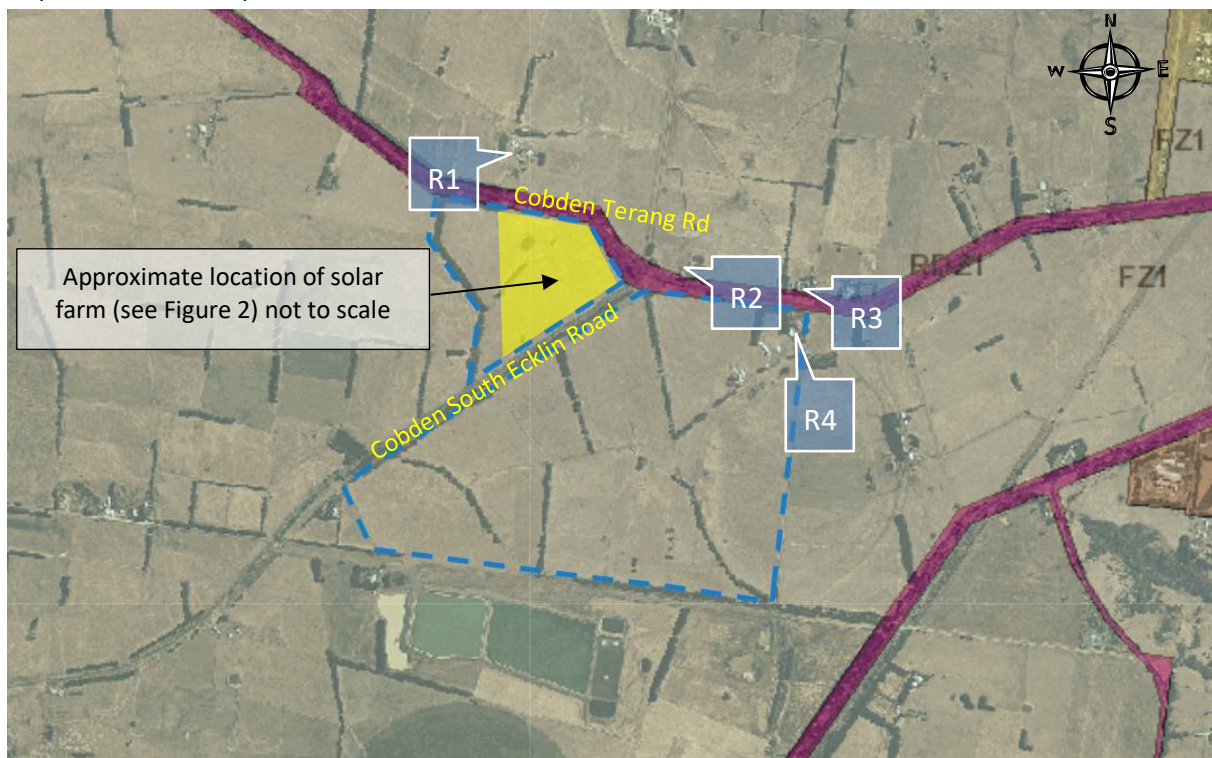 N
W
E
S
FZ1
R1
Cobden Terang Rd
Approximate location of solar
farm (see Figure 2) not to scale
FZ1
R2
R3
Cobden South Ecklin Road
R4